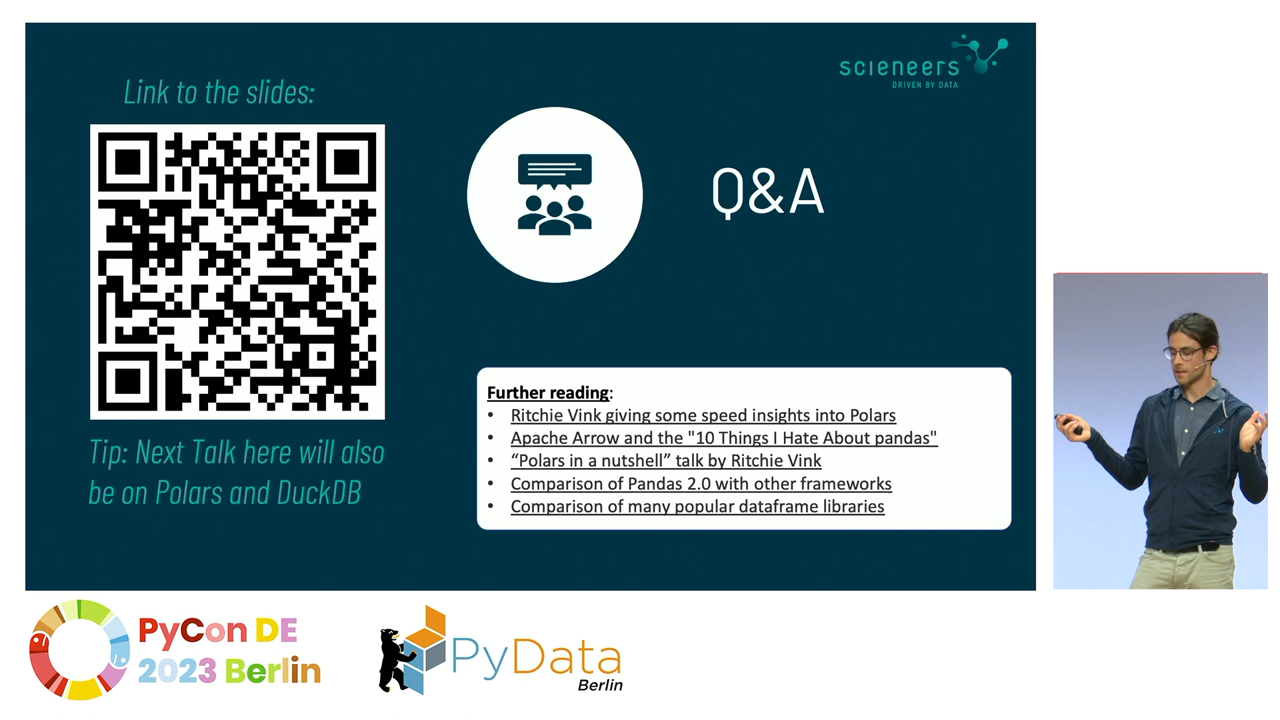 Link to the slides:
scieneers
DRIVEN BY DATA
Q&A
Tip: Next Talk here will also
be on Polars and DuckDB
Further reading:
• Ritchie Vink giving some speed insights into Polars
• Apache Arrow and the "10 Things I Hate About pandas"
• “Polars in a nutshell” talk by Ritchie Vink
• Comparison of Pandas 2.0 with other frameworks
• Comparison of many popular dataframe libraries
PyCon DE
2023 Berlin
PyData
Berlin